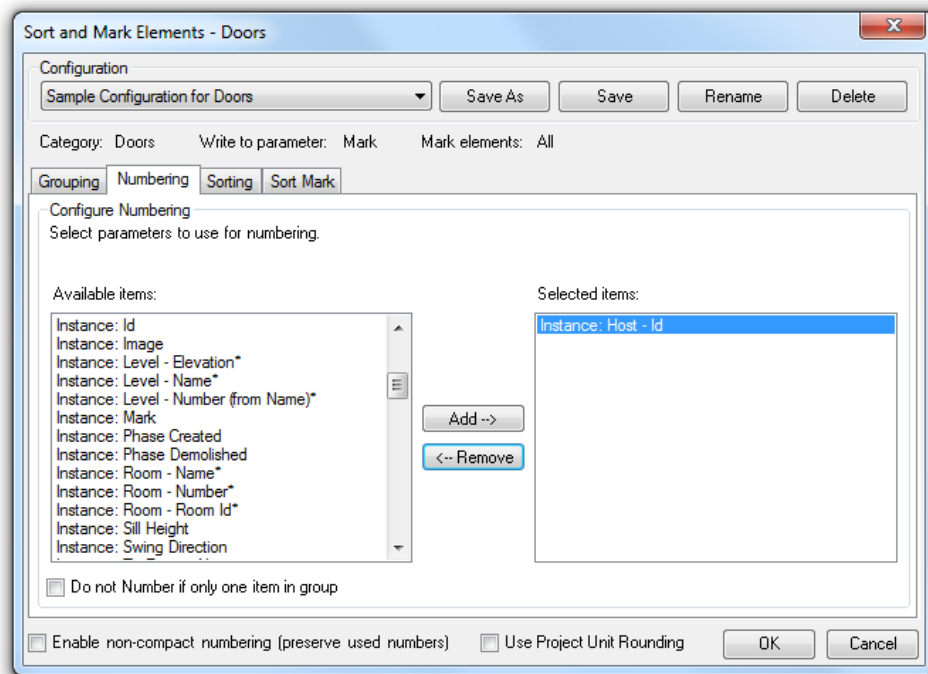 Sort and Mark Elements - Doors
Configuration
Sample Configuration for Doors
Save As
Save
Rename
Delete
Category: Doors Write to parameter: Mark Mark elements: All
Grouping
Numbering
Sorting
Sort Mark
Configure Numbering
Select parameters to use for numbering.
Available items:
Instance: Id
Instance: Image
Instance: Level - Elevation*
Instance: Level - Name*
Instance: Level - Number (from Name)*
Instance: Mark
Instance: Phase Created
Instance: Phase Demolished
Instance: Room - Name*
Instance: Room - Number*
Instance: Room - Room Id*
Instance: Sill Height
Instance: Swing Direction
Add -->
<-- Remove
Selected items:
Instance: Host - Id
Do not Number if only one item in group
Enable non-compact numbering (preserve used numbers)
Use Project Unit Rounding
OK
Cancel